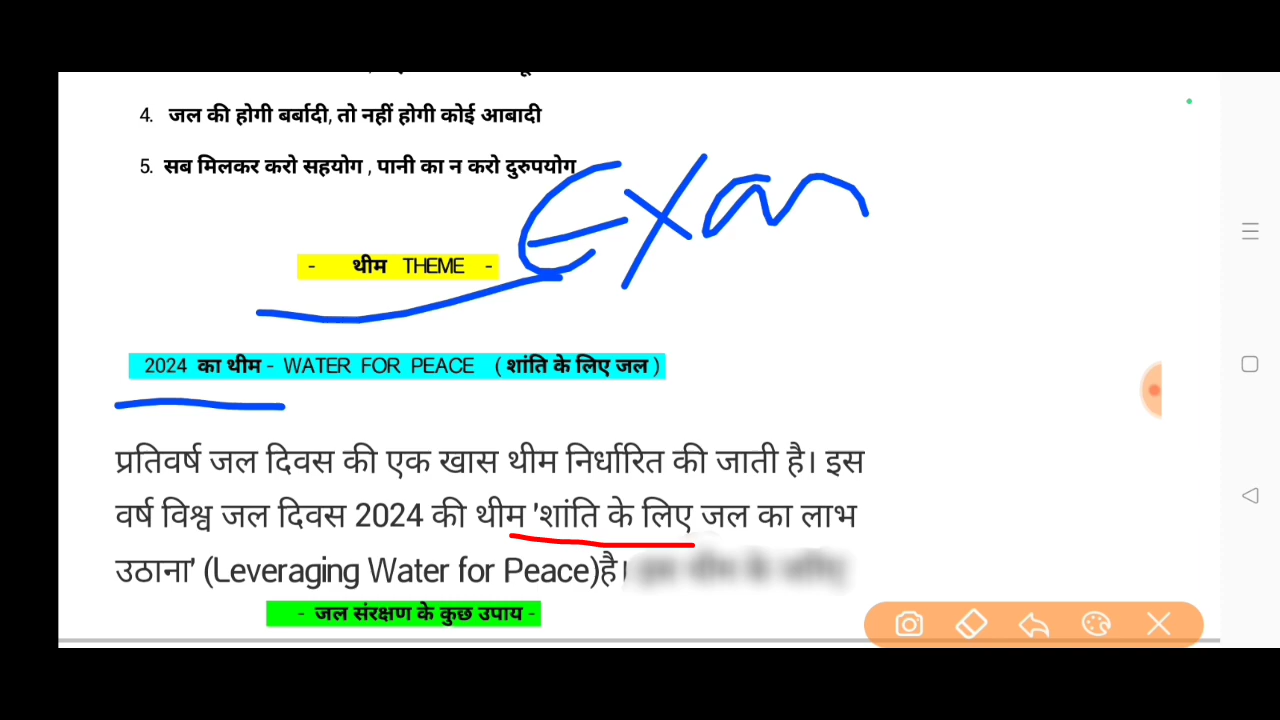 4. जल की होगी बर्बादी, तो नहीं होगी कोई आबादी
5. सब मिलकर करो सहयोग , पानी का न करो दुरुपयोग
Exam
- थीम THEME -
2024 का थीम - WATER FOR PEACE ( शांति के लिए जल )
प्रतिवर्ष जल दिवस की एक खास थीम निर्धारित की जाती है। इस
वर्ष विश्व जल दिवस 2024 की थीम 'शांति के लिए जल का लाभ
उठाना' (Leveraging Water for Peace)है।
- जल संरक्षण के कुछ उपाय -